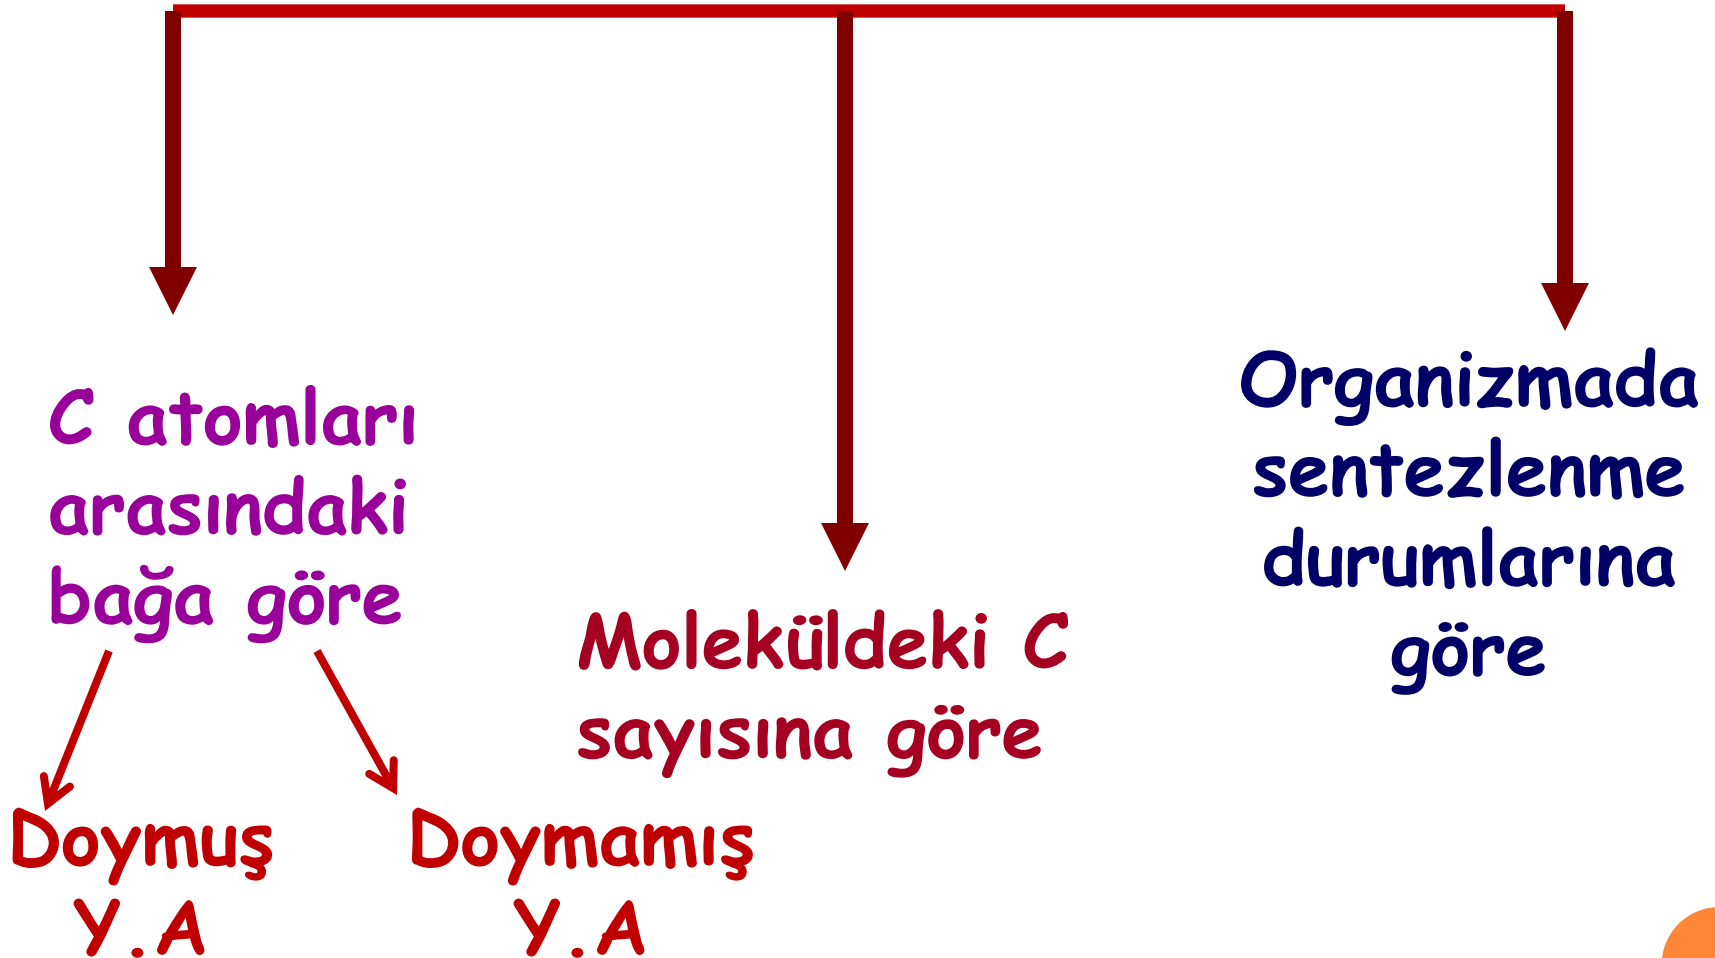 C atomları
arasındaki
bağa göre
Doymuş
Y.A
Doymamış
Y.A
Moleküldeki C
sayısına göre
Organizmada
sentezlenme
durumlarına
göre